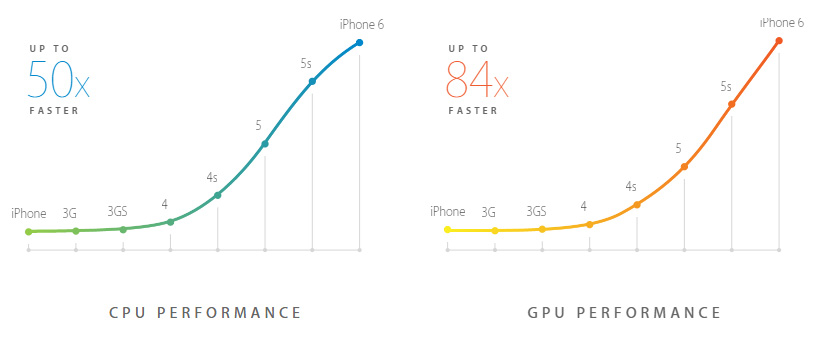 UP TO
50x
FASTER
iPhone
3G
3GS
4
4s
5
5s
iPhone 6
CPU PERFORMANCE
UP TO
84x
FASTER
iPhone
3G
3GS
4
4s
5
5s
iPhone 6
GPU PERFORMANCE